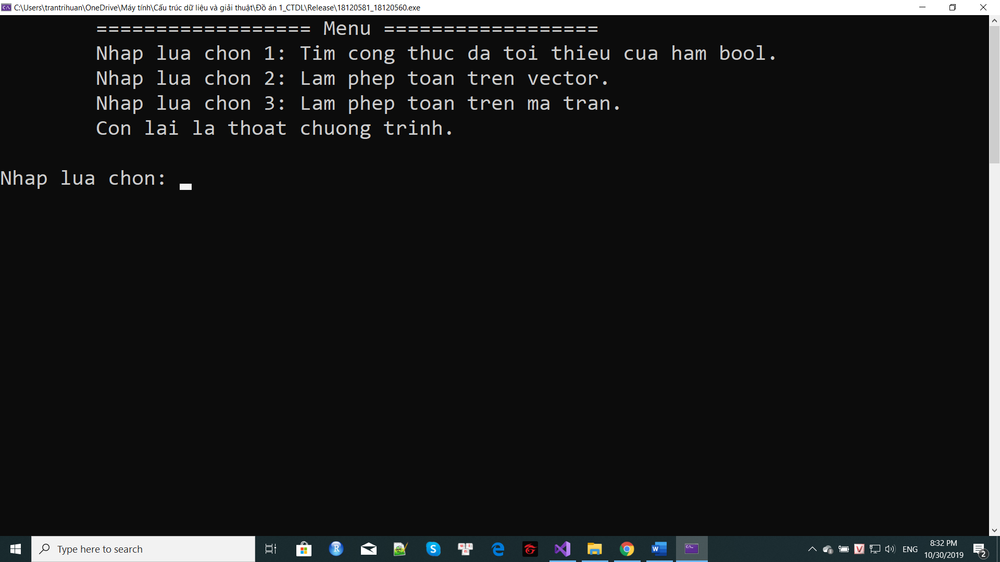 C:\Users\trantrihuan\OneDrive\Máy tính\Cấu trúc dữ liệu và giải thuật\Đồ án 1_CTDL\Release\18120581_18120560.exe
================== Menu ==================
Nhap lua chon 1: Tim cong thuc da toi thieu cua ham bool.
Nhap lua chon 2: Lam phep toan tren vector.
Nhap lua chon 3: Lam phep toan tren ma tran.
Con lai la thoat chuong trinh.
Nhap lua chon:
Type here to search
ENG
8:32 PM
10/30/2019
2